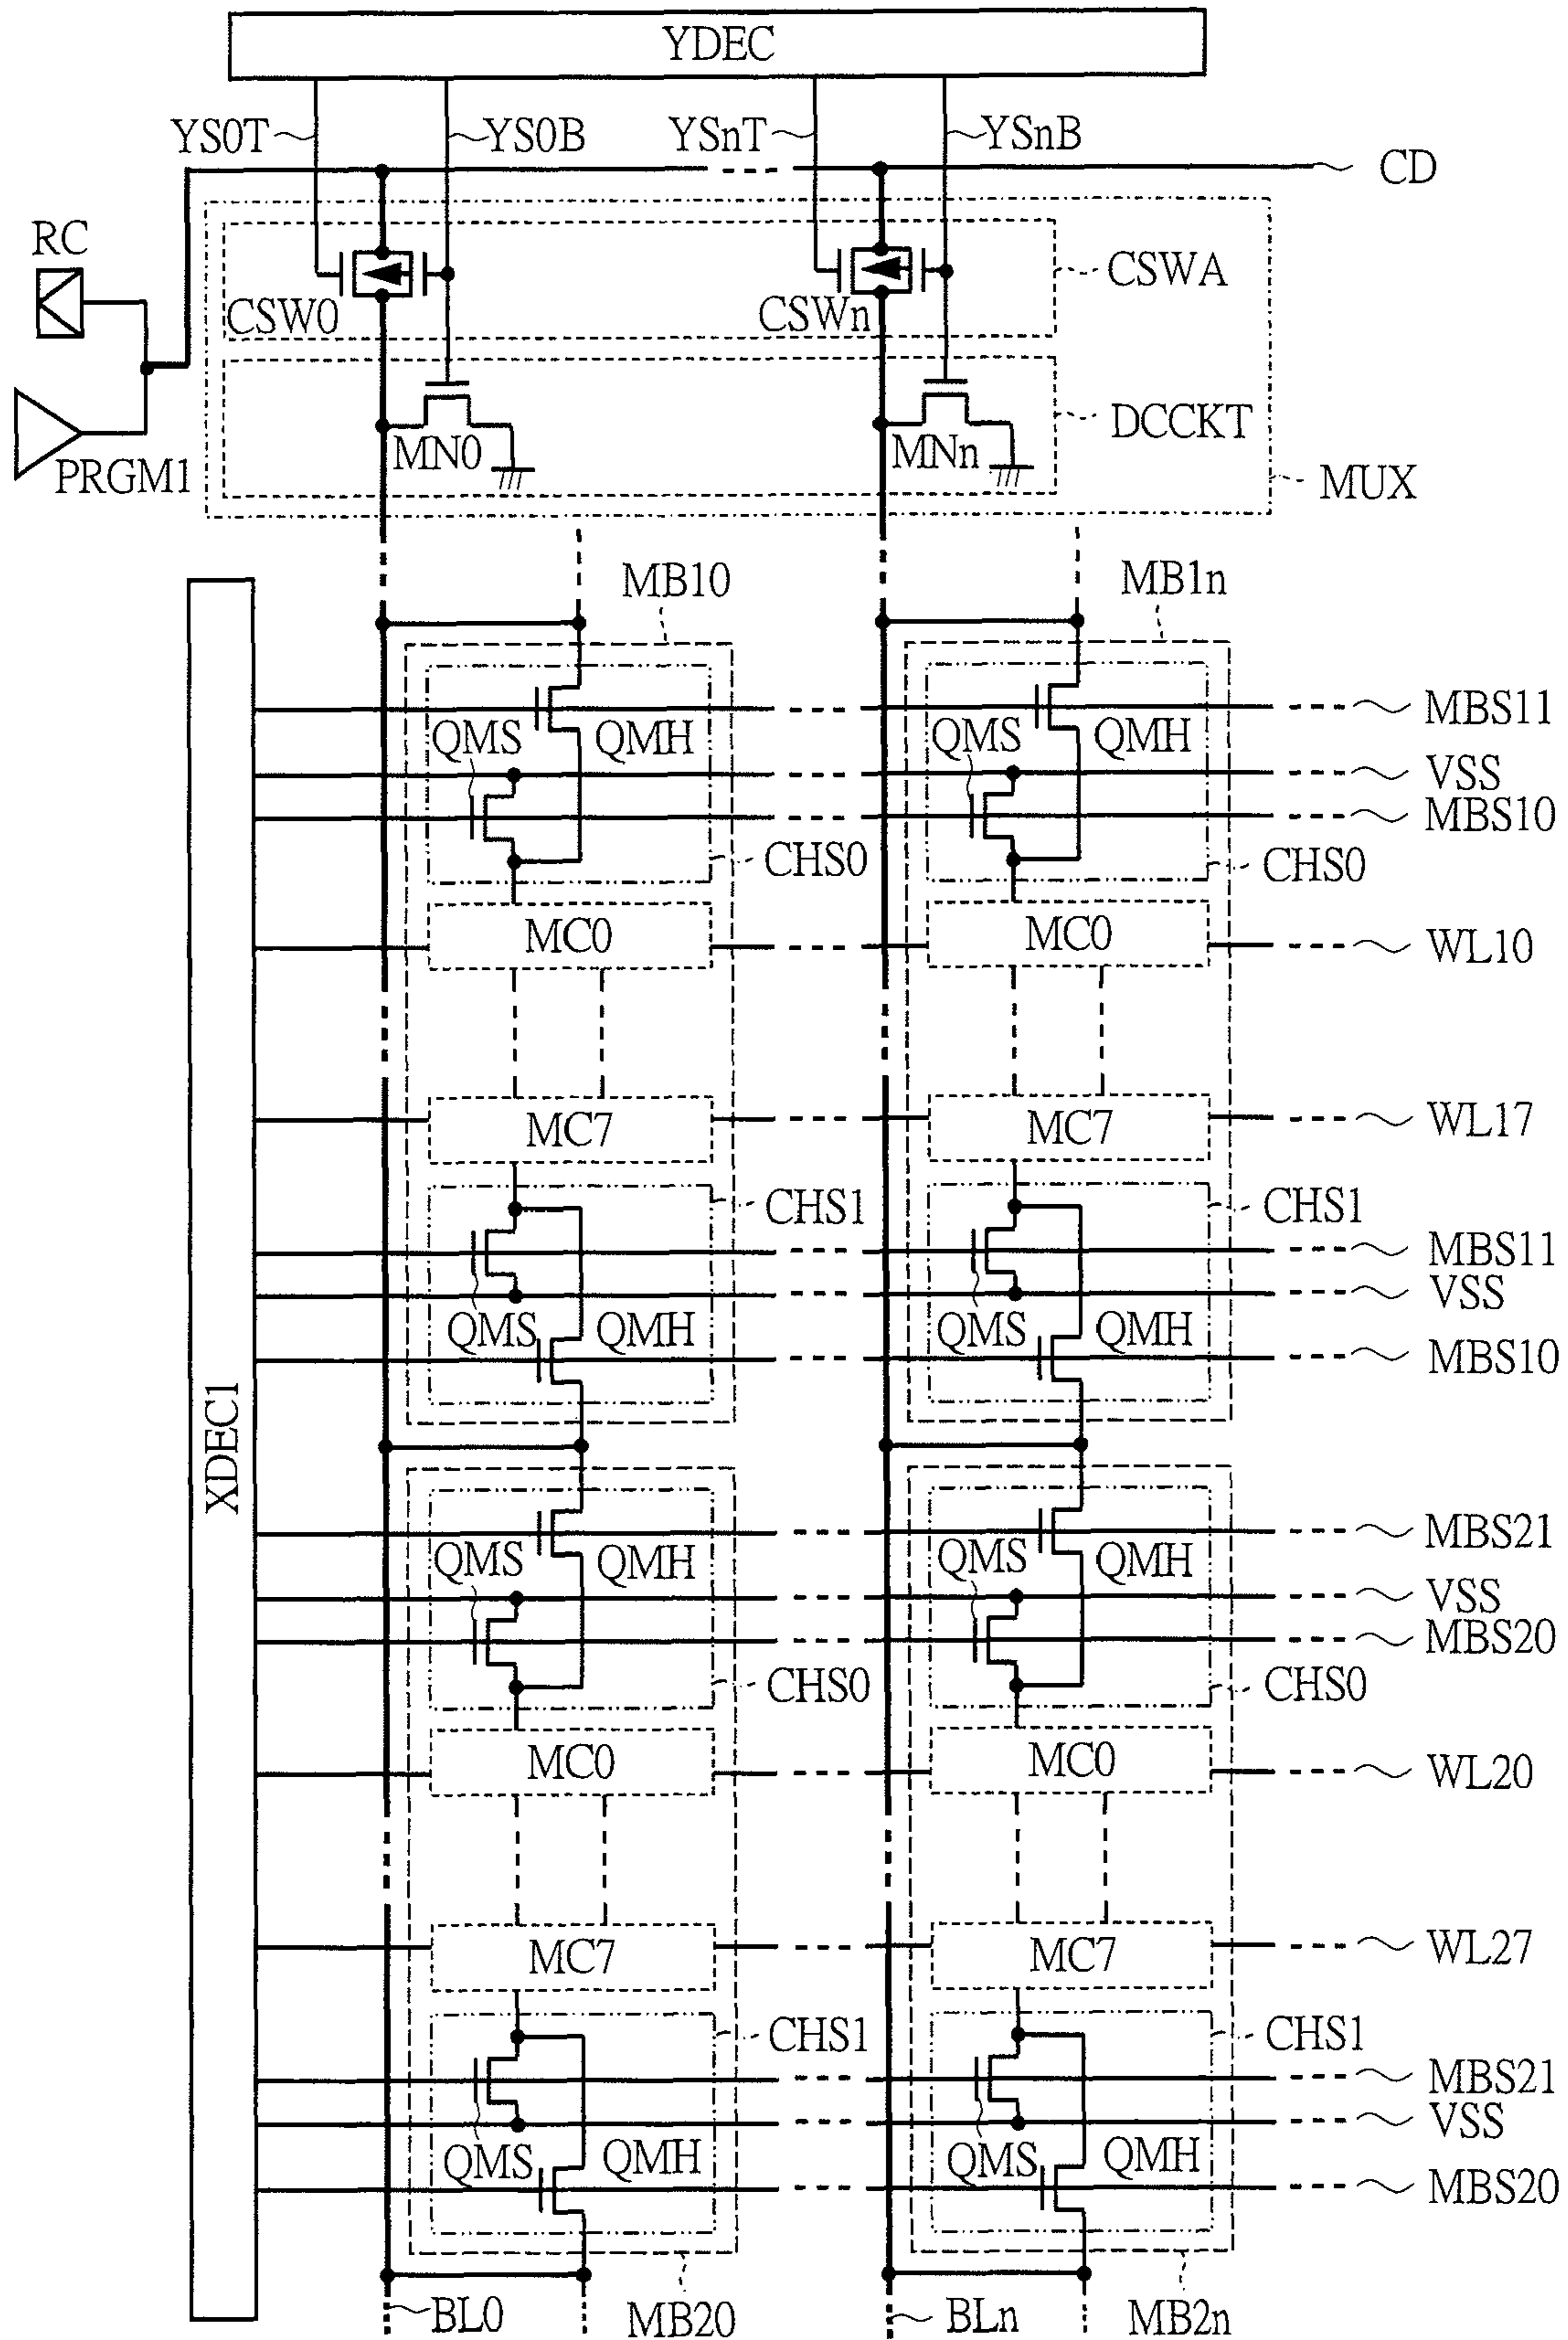 YDEC
YS0T YS0B YSnT YSnB
CD
RC
CSWA
CSW0 CSWn
DCCKT
MN0 MNn
PRGM1
MUX
MB10 MB1n
QMS QMH QMS QMH MBS11
VSS
MBS10
CHS0 CHS0
MC0 MC0 WL10
MC7 MC7 WL17
CHS1 CHS1
MBS11
VSS
QMS QMH QMS QMH
MBS10
XDEC1
MBS21
QMS QMH QMS QMH
VSS
MBS20
CHS0 CHS0
MC0 MC0 WL20
MC7 MC7 WL27
CHS1 CHS1
MBS21
VSS
QMS QMH QMS QMH
MBS20
BL0 MB20 BLn MB2n